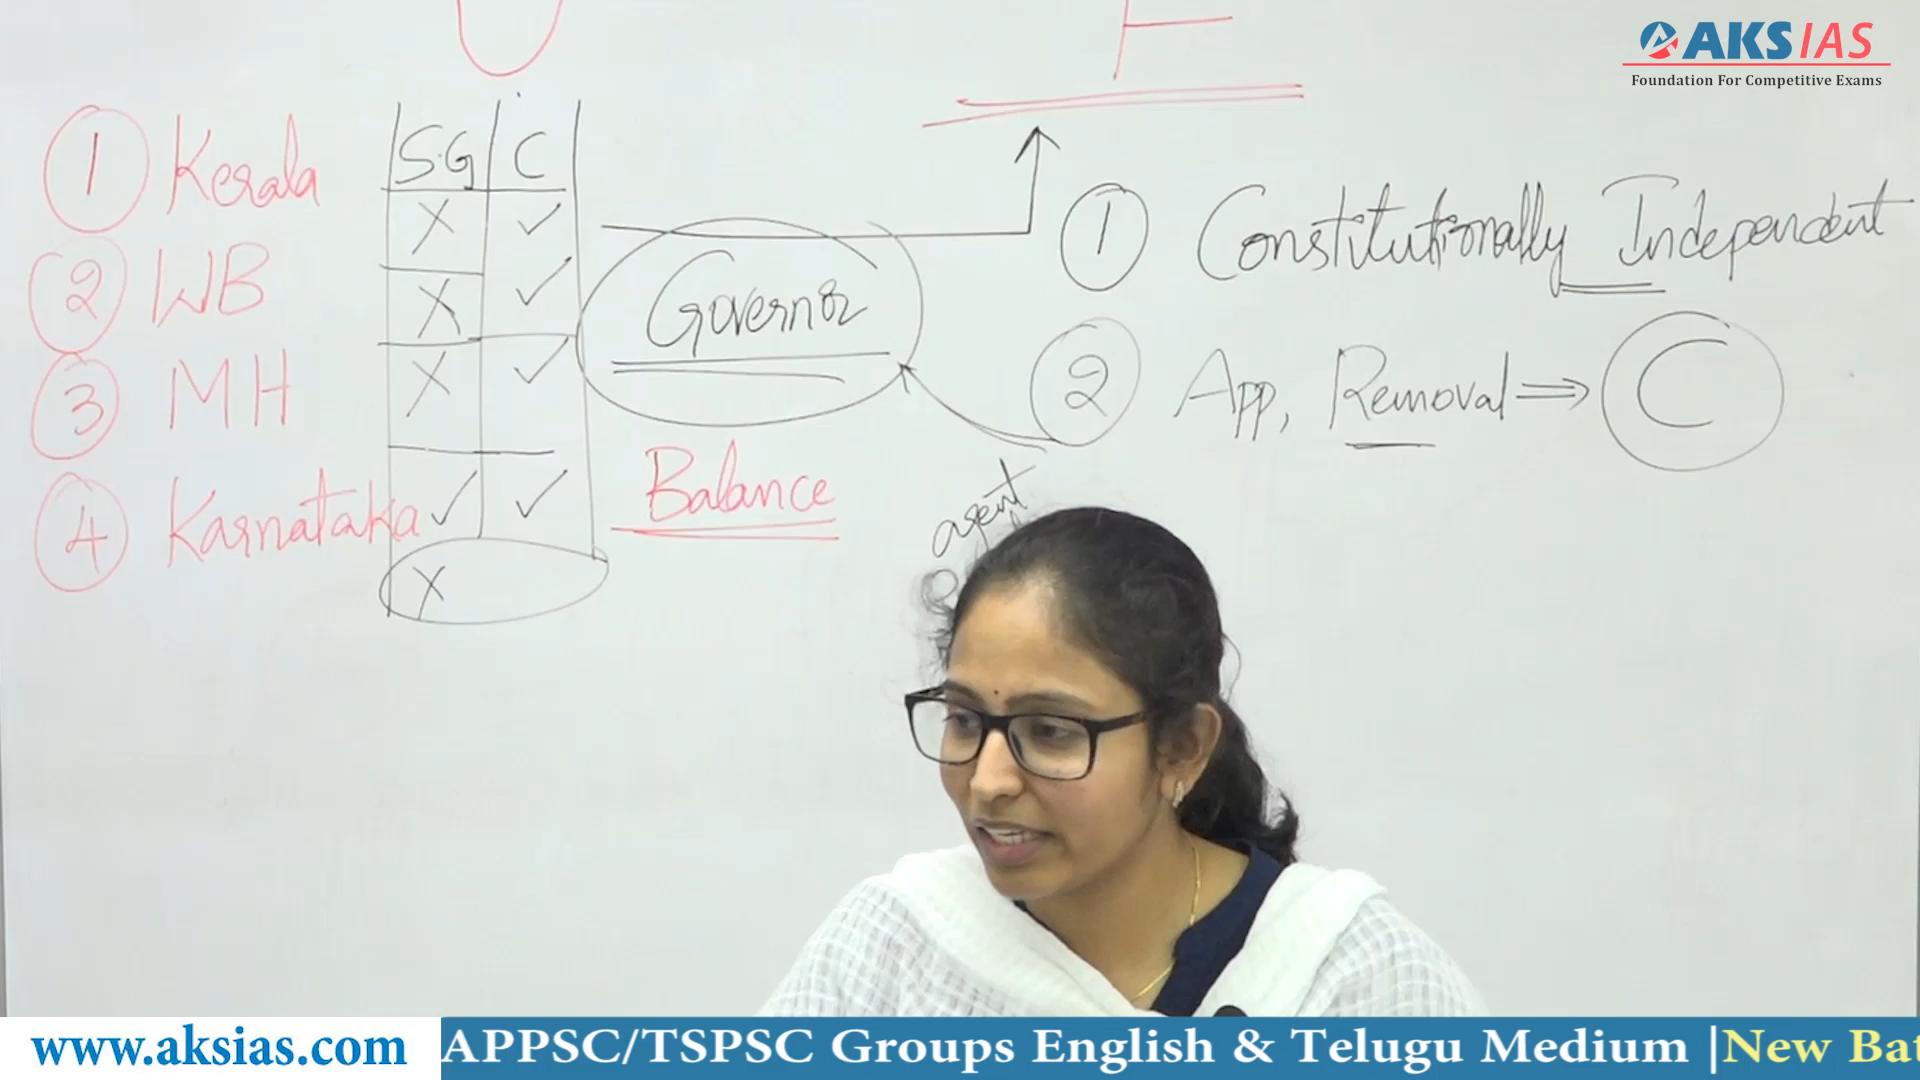 AKS IAS
Foundation For Competitive Exams
U F
S.G C
1 Kerala X ✓
2 WB X ✓
3 MH X ✓
4 Karnataka ✓ ✓
X
Governor
Balance
1 Constitutionally Independent
2 App, Removal ⇒ C
agent
www.aksias.com
APPSC/TSPSC Groups English & Telugu Medium | New Bat